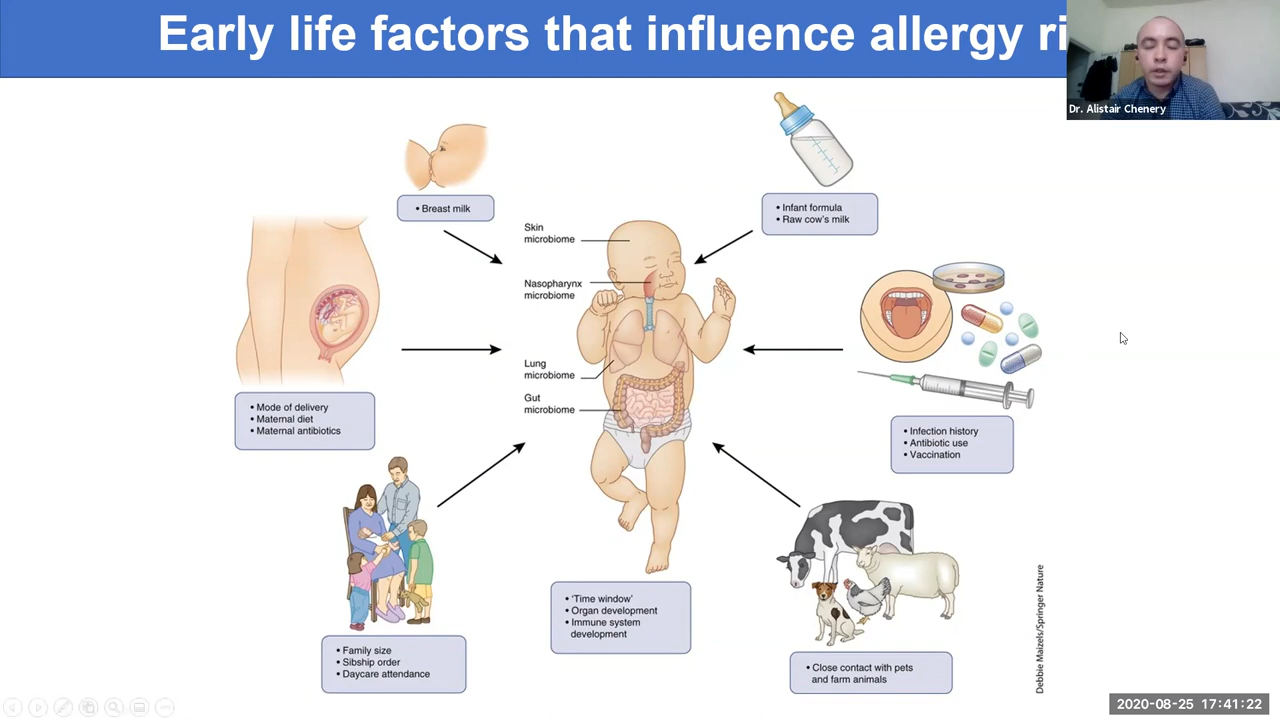 Early life factors that influence allergy ri
Dr. Alistair Chenery
• Breast milk
• Infant formula
• Raw cow's milk
Skin
microbiome
Nasopharynx
microbiome
Lung
microbiome
Gut
microbiome
• Mode of delivery
• Maternal diet
• Maternal antibiotics
• Infection history
• Antibiotic use
• Vaccination
• Family size
• Sibship order
• Daycare attendance
• 'Time window'
• Organ development
• Immune system
development
• Close contact with pets
and farm animals
Debbie Maizels/Springer Nature
2020-08-25 17:41:22